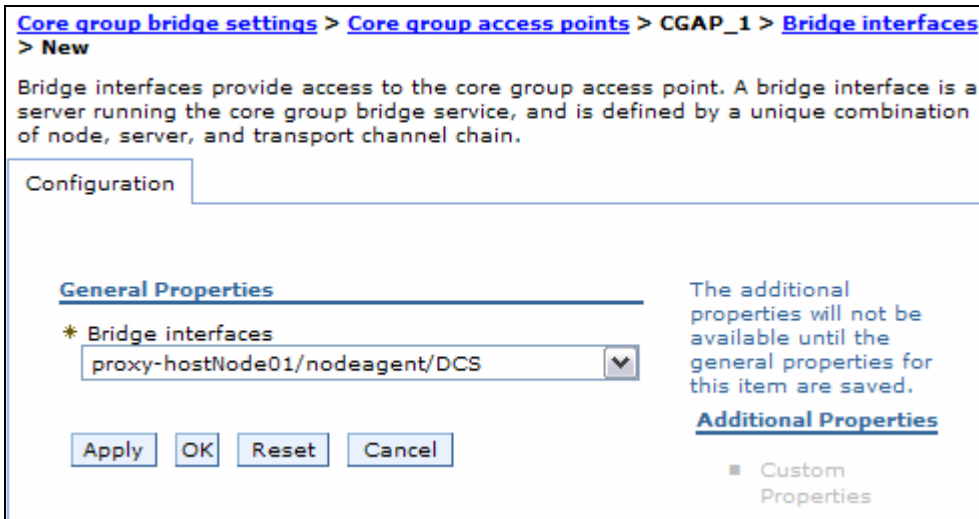 Core group bridge settings > Core group access points > CGAP_1 > Bridge interfaces
> New
Bridge interfaces provide access to the core group access point. A bridge interface is a
server running the core group bridge service, and is defined by a unique combination
of node, server, and transport channel chain.
Configuration
General Properties
* Bridge interfaces
proxy-hostNode01/nodeagent/DCS
Apply OK Reset Cancel
The additional
properties will not be
available until the
general properties for
this item are saved.
Additional Properties
Custom
Properties